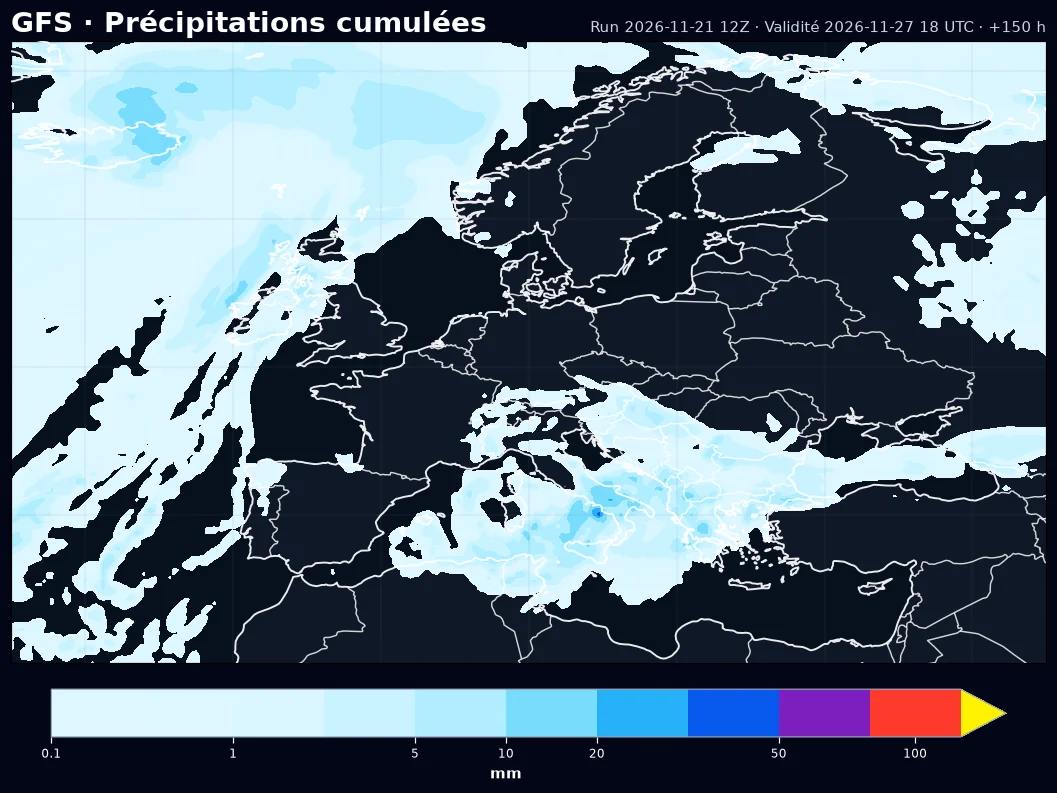 GFS · Précipitations cumulées
Run 2026-11-21 12Z · Validité 2026-11-27 18 UTC · +150 h
0.1 1 5 10 20 50 100
mm